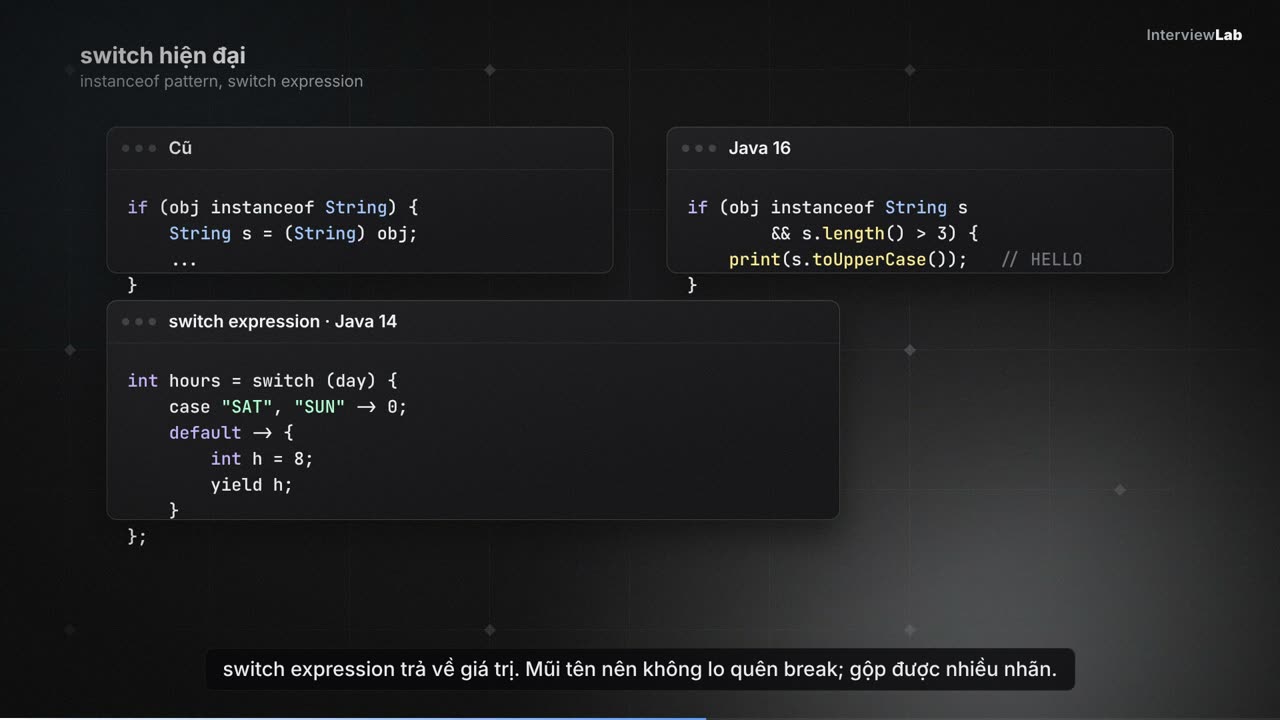 switch hiện đại
instanceof pattern, switch expression
InterviewLab
Cũ
if (obj instanceof String) {
    String s = (String) obj;
    ...
}
Java 16
if (obj instanceof String s
        && s.length() > 3) {
    print(s.toUpperCase());   // HELLO
}
switch expression · Java 14
int hours = switch (day) {
    case "SAT", "SUN" -> 0;
    default -> {
        int h = 8;
        yield h;
    }
};
switch expression trả về giá trị. Mũi tên nên không lo quên break; gộp được nhiều nhãn.